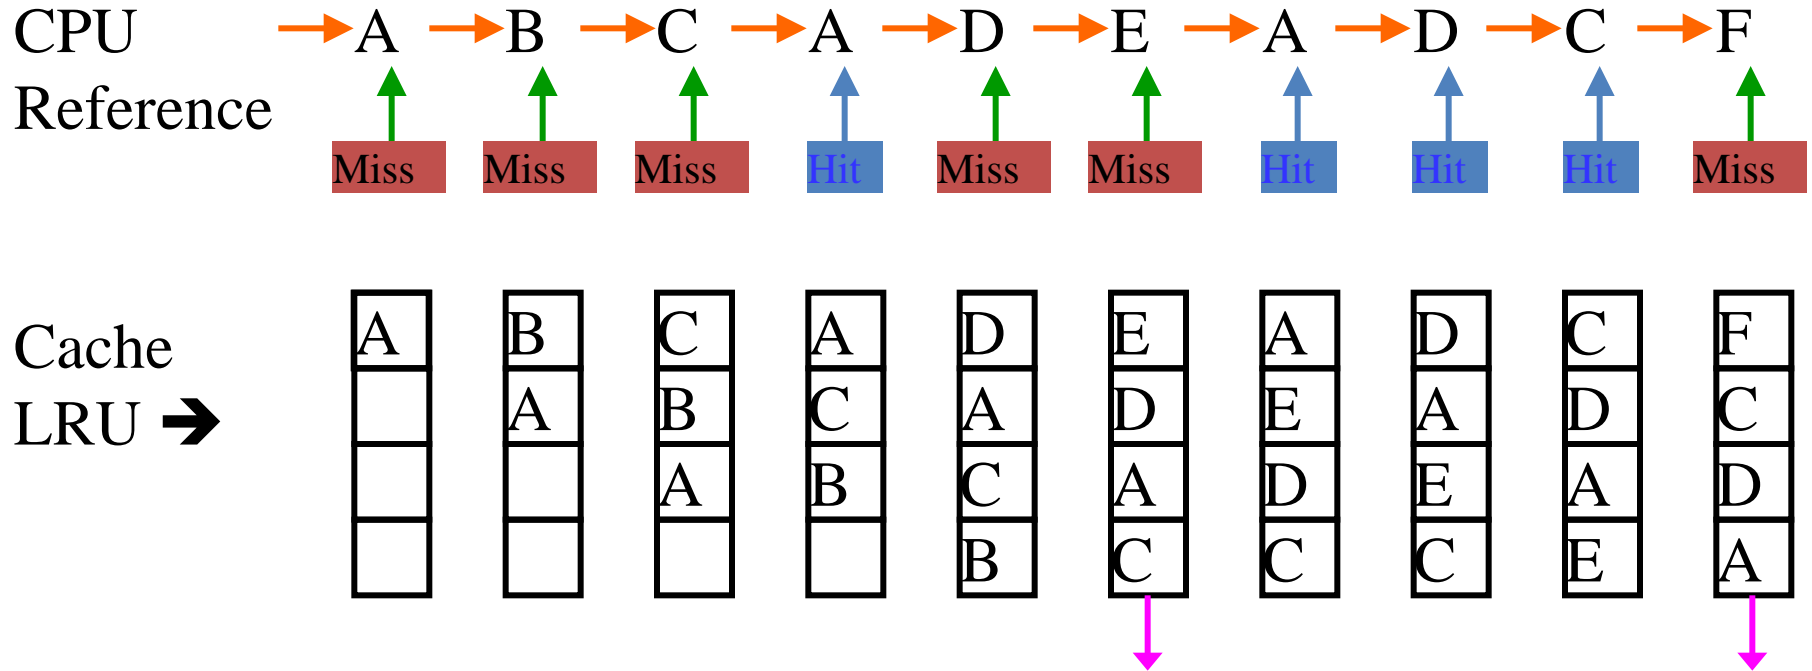 CPU A B C A D E A D C F
Reference
Miss Miss Miss Hit Miss Miss Hit Hit Hit Miss
Cache A B C A D E A D C F
LRU ➔ A B C A D E A D C
A B C A D E A D
B C C C E A